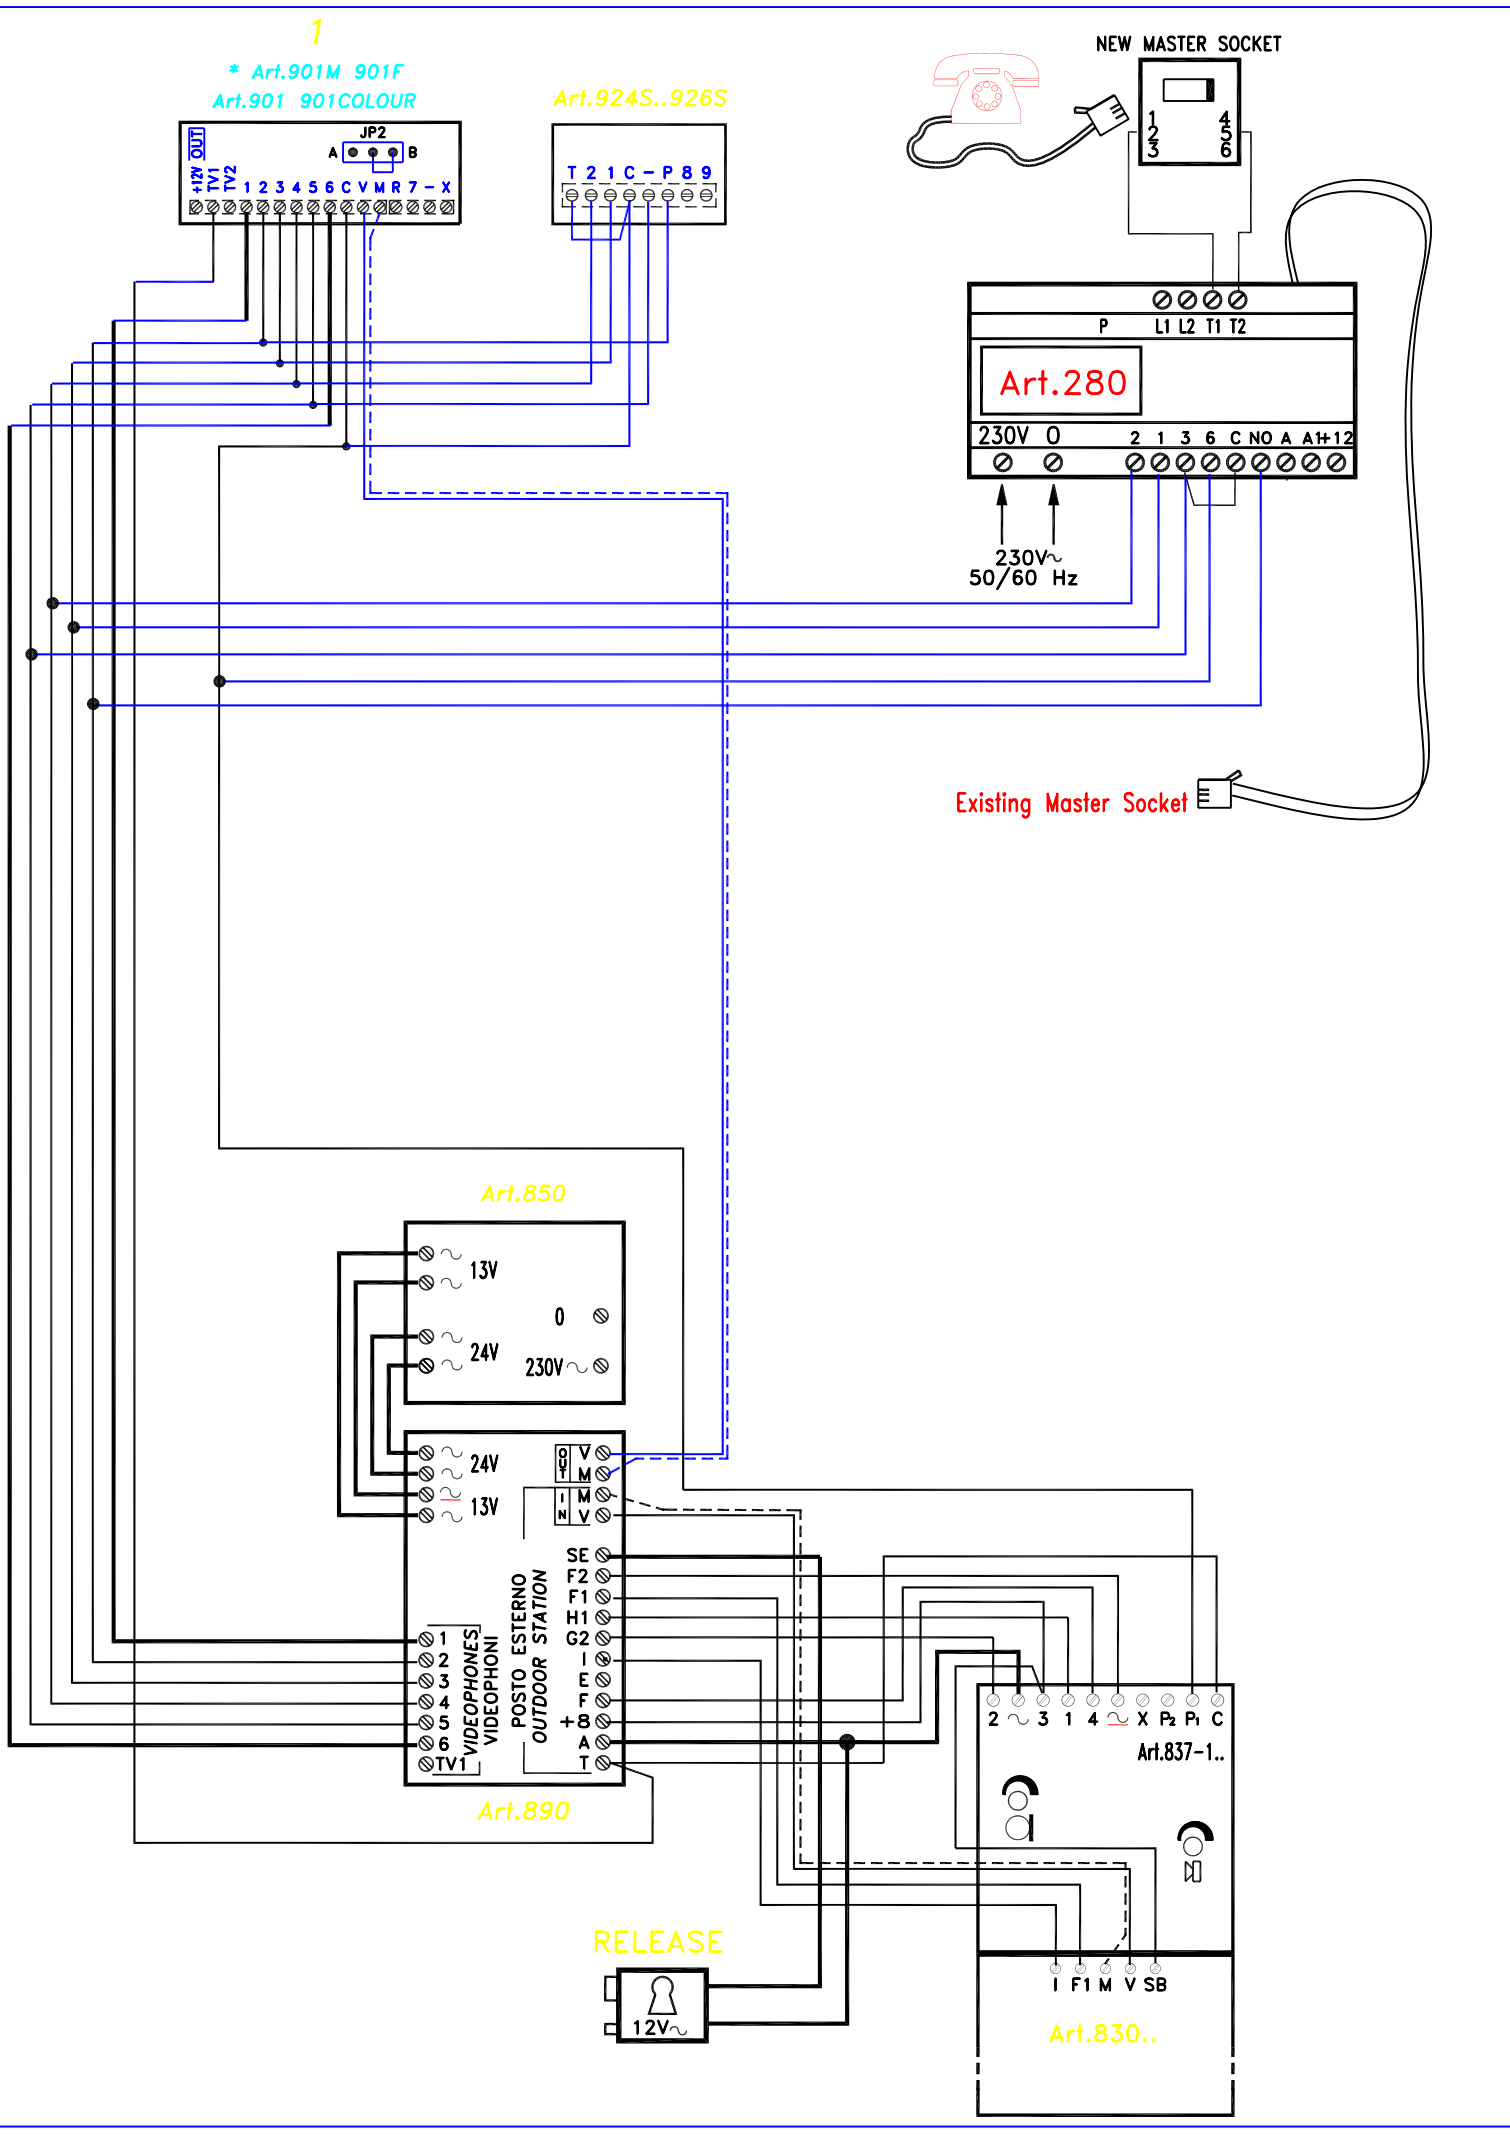 1
* Art.901M 901F
Art.901 901COLOUR
JP2
A B
OUT
+12V TV1 TV2 1 2 3 4 5 6 C V M R 7 - X
Art.924S..926S
T 2 1 C - P 8 9
NEW MASTER SOCKET
1 4
2 5
3 6
P L1 L2 T1 T2
Art.280
230V O 2 1 3 6 C NO A A1 +12
230V~
50/60 Hz
Existing Master Socket
Art.850
~
13V
~
0
~
24V
230V ~
~
~
24V
~
~
13V
~
OUT
V
M
IN
M
V
SE
F2
F1
H1
G2
I
E
F
+8
A
T
POSTO ESTERNO
OUTDOOR STATION
1
2
3
4
5
6
TV1
VIDEOPHONES
VIDEOPHONI
Art.890
2 ~ 3 1 4 ~ X P2 P1 C
Art.837-1..
RELEASE
12V~
I F1 M V SB
Art.830..